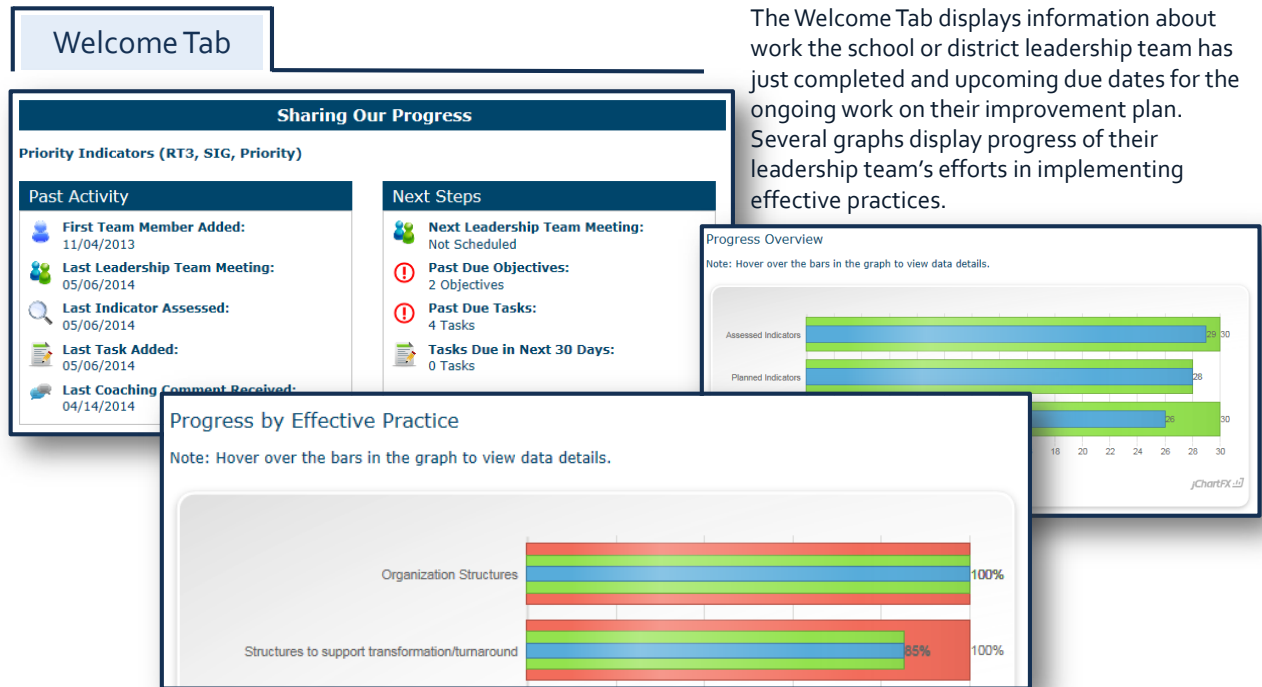 Welcome Tab
The Welcome Tab displays information about
work the school or district leadership team has
just completed and upcoming due dates for the
ongoing work on their improvement plan.
Several graphs display progress of their
leadership team's efforts in implementing
effective practices.
Sharing Our Progress
Priority Indicators (RT3, SIG, Priority)
Past Activity
First Team Member Added:
11/04/2013
Last Leadership Team Meeting:
05/06/2014
Last Indicator Assessed:
05/06/2014
Last Task Added:
05/06/2014
Last Coaching Comment Received:
04/14/2014
Next Steps
Next Leadership Team Meeting:
Not Scheduled
Past Due Objectives:
2 Objectives
Past Due Tasks:
4 Tasks
Tasks Due in Next 30 Days:
0 Tasks
Progress Overview
Note: Hover over the bars in the graph to view data details.
Assessed Indicators 29 30
Planned Indicators 28
26 30
18 20 22 24 26 28 30
jChartFX
Progress by Effective Practice
Note: Hover over the bars in the graph to view data details.
Organization Structures 100%
Structures to support transformation/turnaround 85% 100%